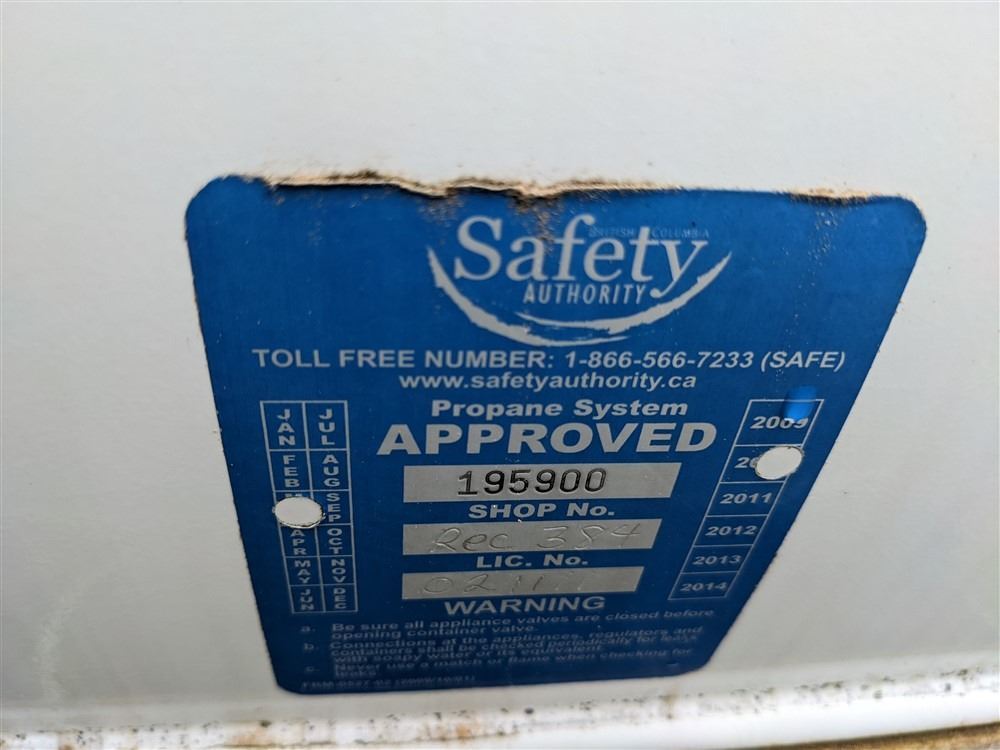 BRITISH COLUMBIA
Safety
AUTHORITY
TOLL FREE NUMBER: 1-866-566-7233 (SAFE)
www.safetyauthority.ca
Propane System
APPROVED
195900
SHOP No.
Rec 384
LIC. No.
WARNING
a. Be sure all appliance valves are closed before
opening container valve.
b. Connections at the appliances, regulators and
containers shall be checked periodically for leaks
with soapy water or its equivalent.
c. Never use a match or flame when checking for
leaks.
JAN JUL
FEB AUG
SEP
APR OCT
MAY NOV
JUN DEC
2009
2011
2012
2013
2014